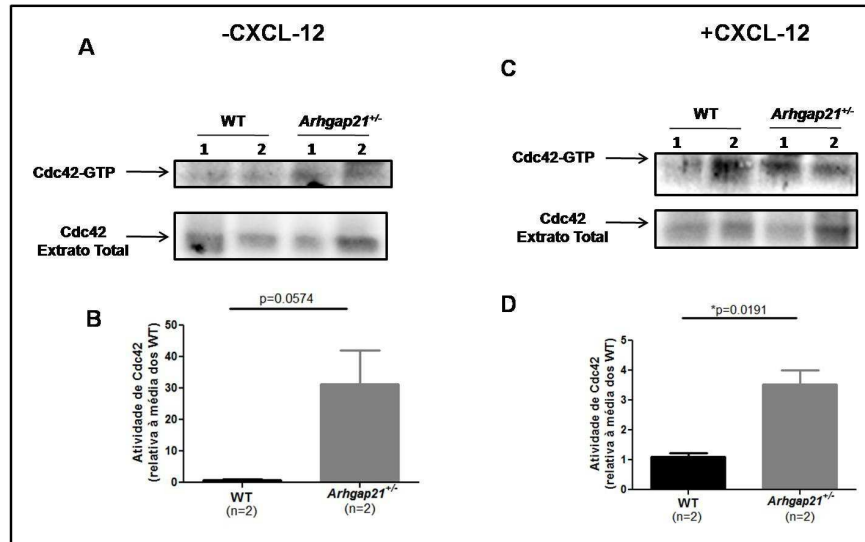 A
-CXCL-12
WT
Arhgap21+/-
1 2 1 2
Cdc42-GTP
Cdc42
Extrato Total
B
p=0.0574
Atividade de Cdc42
(relativa à média dos WT)
50
40
30
20
10
0
WT
(n=2)
Arhgap21+/-
(n=2)
+CXCL-12
C
WT
Arhgap21+/-
1 2 1 2
Cdc42-GTP
Cdc42
Extrato Total
D
*p=0.0191
Atividade de Cdc42
(relativa à média dos WT)
5
4
3
2
1
0
WT
(n=2)
Arhgap21+/-
(n=2)